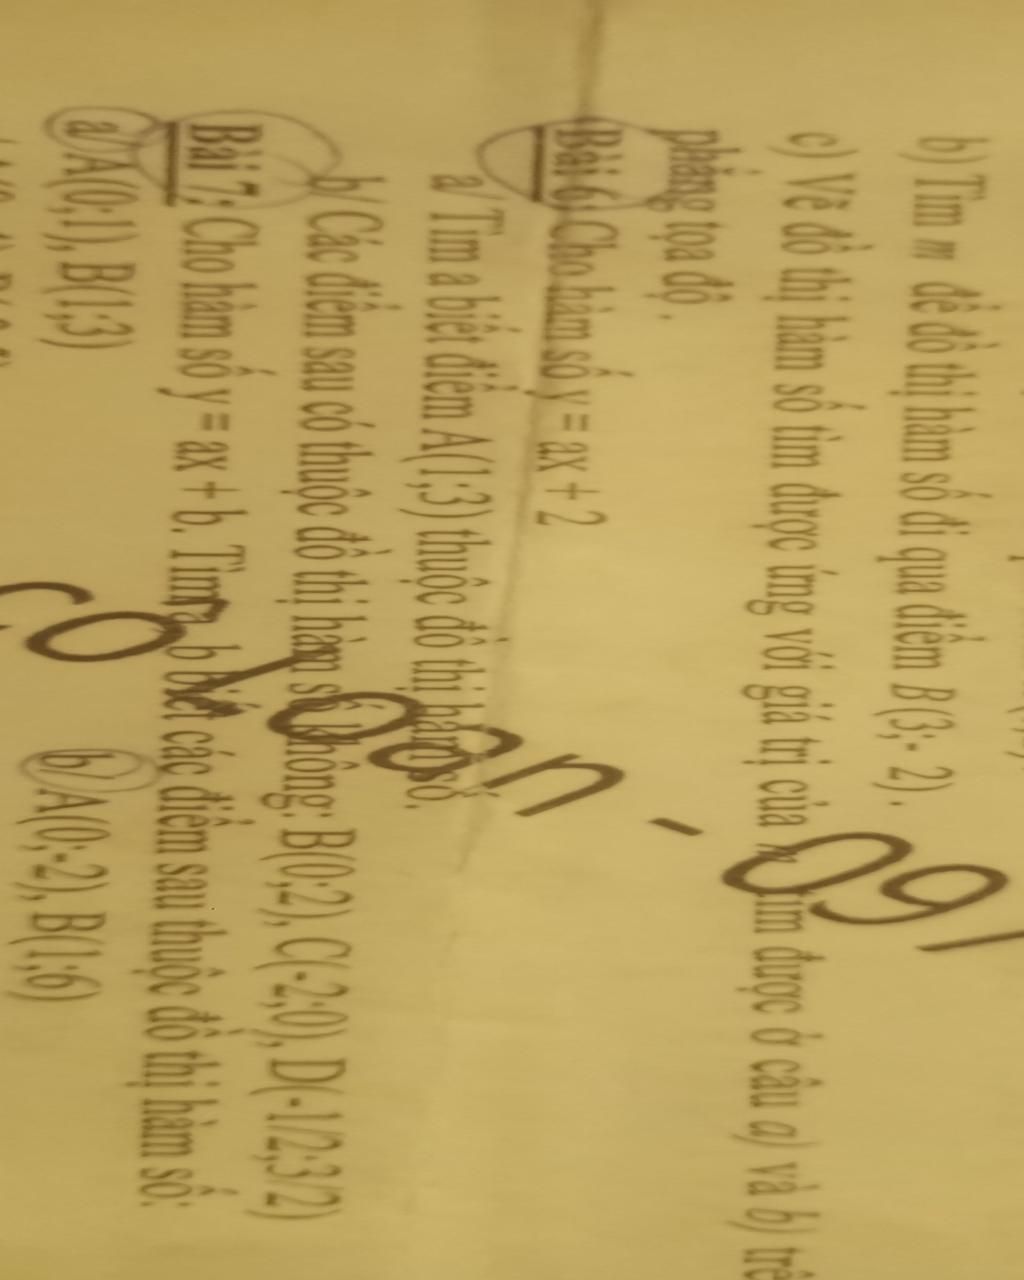 b) Tìm m để đồ thị hàm số đi qua điểm B(3;- 2).
c) Vẽ đồ thị hàm số tìm được ứng với giá trị của m tìm được ở câu a) và b) trê
phẳng tọa độ.
Bài 6: Cho hàm số y = ax + 2
a/ Tìm a biết điểm A(1;3) thuộc đồ thị hàm số.
b/ Các điểm sau có thuộc đồ thị hàm số không: B(0;2), C(-2;0), D(-1/2;3/2)
Bài 7: Cho hàm số y = ax + b. Tìm a, b biết các điểm sau thuộc đồ thị hàm số:
a/ A(0;1), B(1;3) b/ A(0;-2), B(1;6)
Loan - 09